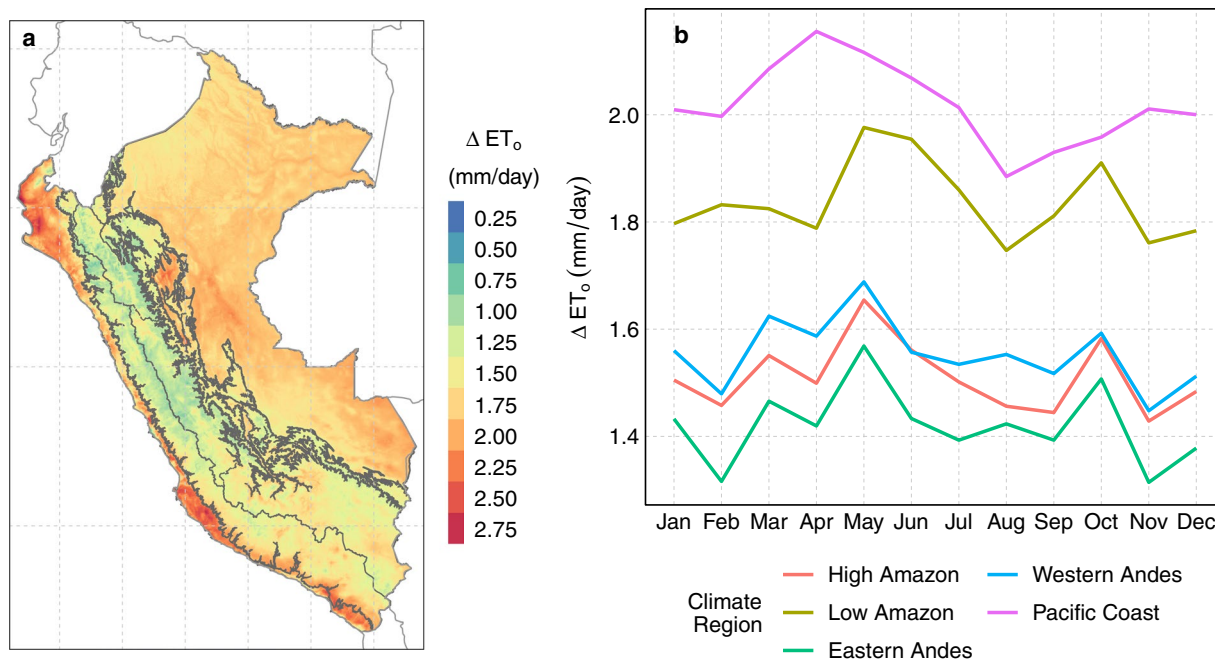 a
Δ ETo
(mm/day)
0.25
0.50
0.75
1.00
1.25
1.50
1.75
2.00
2.25
2.50
2.75
b
Δ ETo (mm/day)
2.0
1.8
1.6
1.4
Jan Feb Mar Apr May Jun Jul Aug Sep Oct Nov Dec
Climate
Region
High Amazon
Low Amazon
Eastern Andes
Western Andes
Pacific Coast